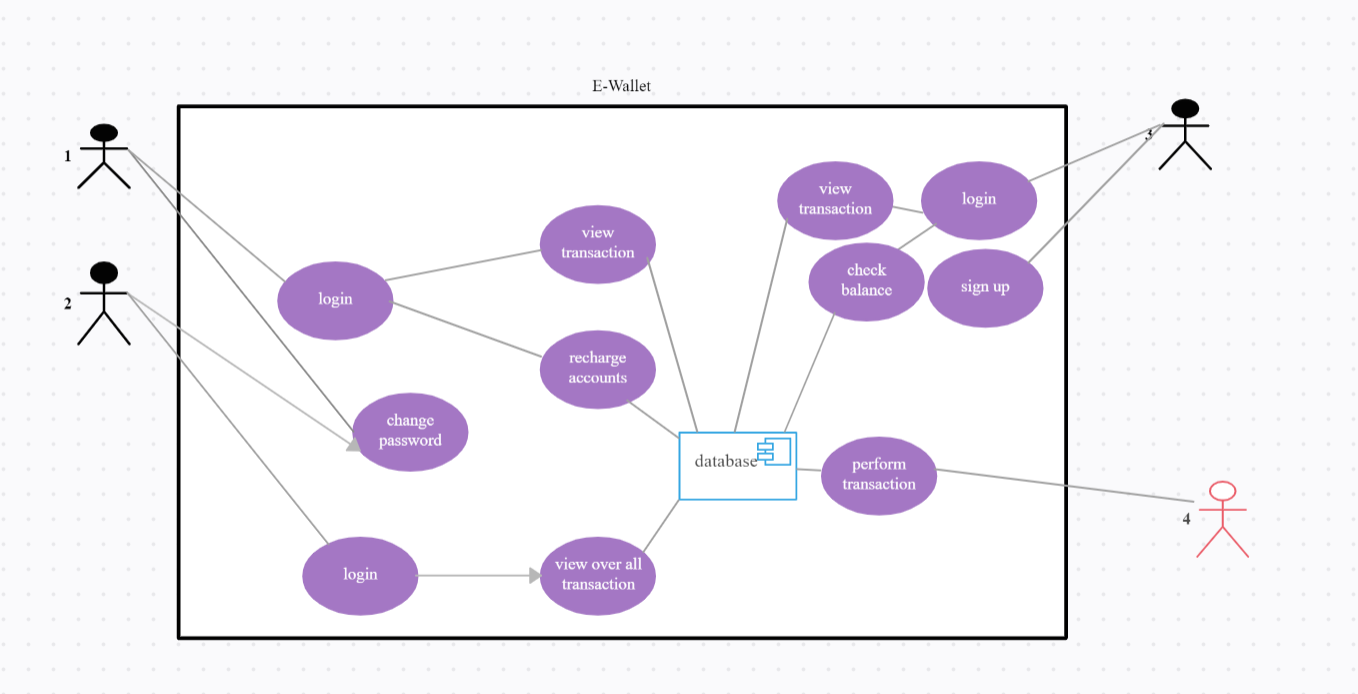 E-Wallet
1
2
3
4
view
transaction
login
view
transaction
login
check
balance
sign up
recharge
accounts
change
password
database
perform
transaction
login
view over all
transaction